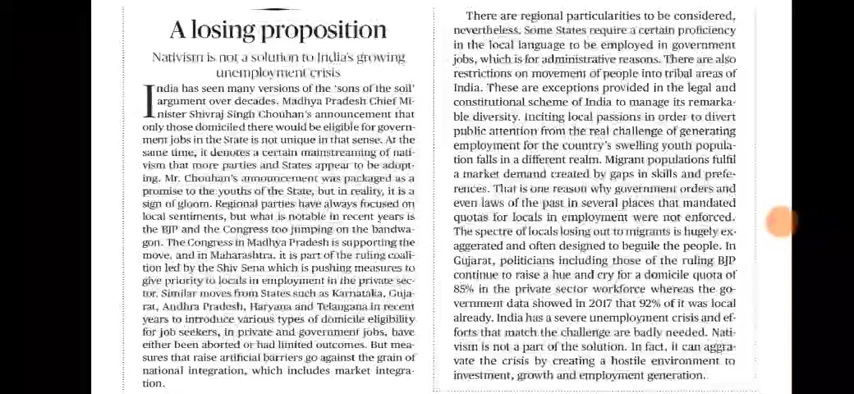 A losing proposition
Nativism is not a solution to India's growing
unemployment crisis
India has seen many versions of the 'sons of the soil'
argument over decades. Madhya Pradesh Chief Mi-
nister Shivraj Singh Chouhan's announcement that
only those domiciled there would be eligible for govern-
ment jobs in the State is not unique in that sense. At the
same time, it denotes a certain mainstreaming of nati-
vism that more parties and States appear to be adopt-
ing. Mr. Chouhan's announcement was packaged as a
promise to the youths of the State, but in reality, it is a
sign of gloom. Regional parties have always focused on
local sentiments, but what is notable in recent years is
the BJP and the Congress too jumping on the bandwa-
gon. The Congress in Madhya Pradesh is supporting the
move, and in Maharashtra, it is part of the ruling coali-
tion led by the Shiv Sena which is pushing measures to
give priority to locals in employment in the private sec-
tor. Similar moves from States such as Karnataka, Guja-
rat, Andhra Pradesh, Haryana and Telangana in recent
years to introduce various types of domicile eligibility
for job seekers, in private and government jobs, have
either been aborted or had limited outcomes. But mea-
sures that raise artificial barriers go against the grain of
national integration, which includes market integra-
tion.
There are regional particularities to be considered,
nevertheless. Some States require a certain proficiency
in the local language to be employed in government
jobs, which is for administrative reasons. There are also
restrictions on movement of people into tribal areas of
India. These are exceptions provided in the legal and
constitutional scheme of India to manage its remarka-
ble diversity. Inciting local passions in order to divert
public attention from the real challenge of generating
employment for the country's swelling youth popula-
tion falls in a different realm. Migrant populations fulfil
a market demand created by gaps in skills and prefe-
rences. That is one reason why government orders and
even laws of the past in several places that mandated
quotas for locals in employment were not enforced.
The spectre of locals losing out to migrants is hugely ex-
aggerated and often designed to beguile the people. In
Gujarat, politicians including those of the ruling BJP
continue to raise a hue and cry for a domicile quota of
85% in the private sector workforce whereas the go-
vernment data showed in 2017 that 92% of it was local
already. India has a severe unemployment crisis and ef-
forts that match the challenge are badly needed. Nati-
vism is not a part of the solution. In fact, it can aggra-
vate the crisis by creating a hostile environment to
investment, growth and employment generation.